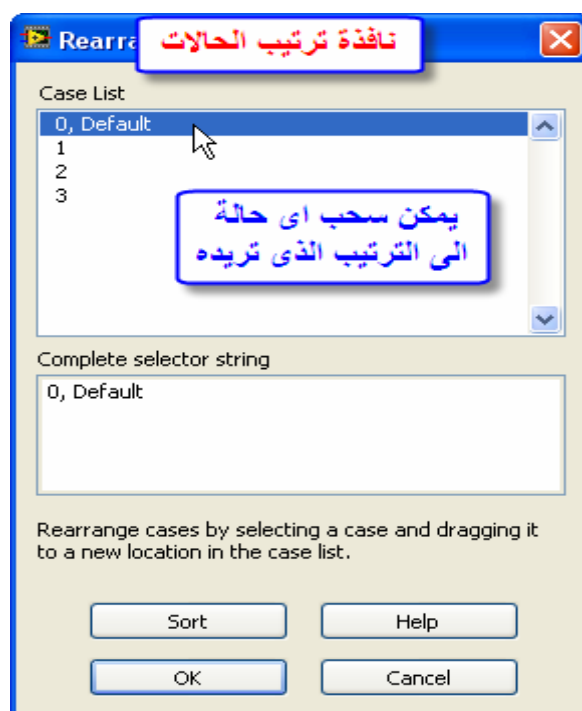 Rearra
نافذة ترتيب الحالات
Case List
0, Default
1
2
3
يمكن سحب اى حالة
الى الترتيب الذى تريده
Complete selector string
0, Default
Rearrange cases by selecting a case and dragging it
to a new location in the case list.
Sort
Help
OK
Cancel